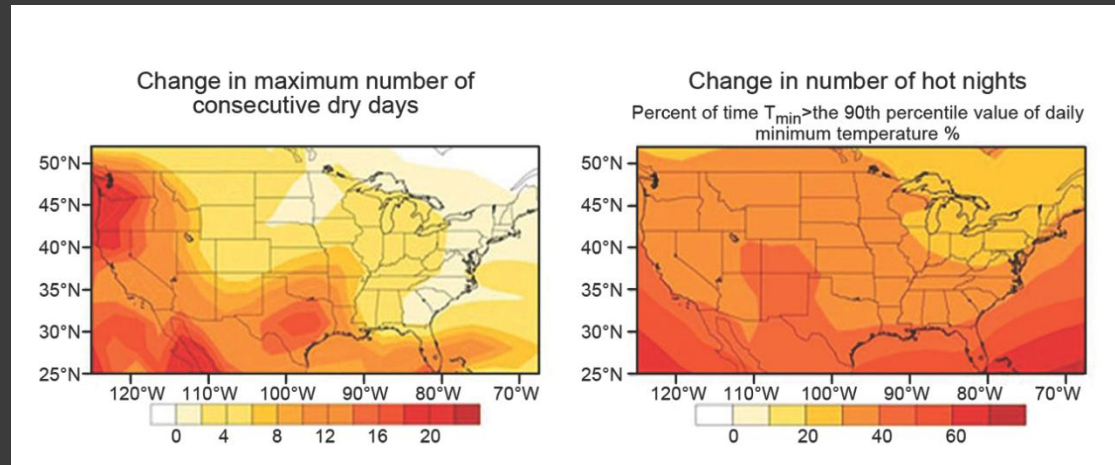 Change in maximum number of
consecutive dry days
50°N
45°N
40°N
35°N
30°N
25°N
120°W 110°W 100°W 90°W 80°W 70°W
0 4 8 12 16 20
Change in number of hot nights
Percent of time Tmin>the 90th percentile value of daily
minimum temperature %
50°N
45°N
40°N
35°N
30°N
25°N
120°W 110°W 100°W 90°W 80°W 70°W
0 20 40 60